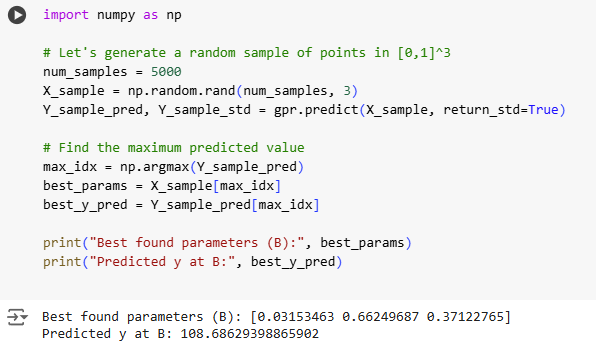 import numpy as np
# Let's generate a random sample of points in [0,1]^3
num_samples = 5000
X_sample = np.random.rand(num_samples, 3)
Y_sample_pred, Y_sample_std = gpr.predict(X_sample, return_std=True)
# Find the maximum predicted value
max_idx = np.argmax(Y_sample_pred)
best_params = X_sample[max_idx]
best_y_pred = Y_sample_pred[max_idx]
print("Best found parameters (B):", best_params)
print("Predicted y at B:", best_y_pred)
Best found parameters (B): [0.03153463 0.66249687 0.37122765]
Predicted y at B: 108.68629398865902